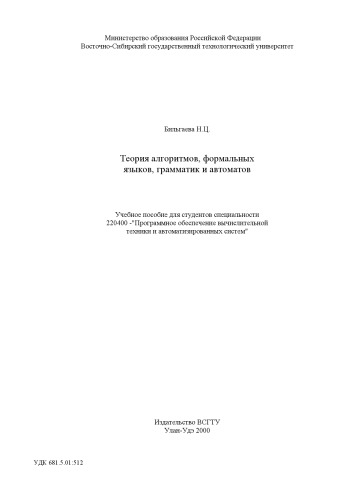 Министерство образования Российской Федерации
Восточно-Сибирский государственный технологический университет
Бильгаева Н.Ц.
Теория алгоритмов, формальных
языков, грамматик и автоматов
Учебное пособие для студентов специальности
220400 -"Программное обеспечение вычислительной
техники и автоматизированных систем"
Издательство ВСГТУ
Улан-Удэ 2000
УДК 681.5.01:512